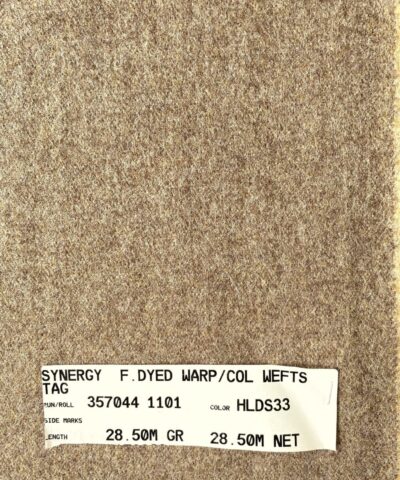 SYNERGY F.DYED WARP/COL WEFTS
TAG
RUN/ROLL 357044 1101 COLOR HLDS33
SIDE MARKS
LENGTH 28.50M GR 28.50M NET